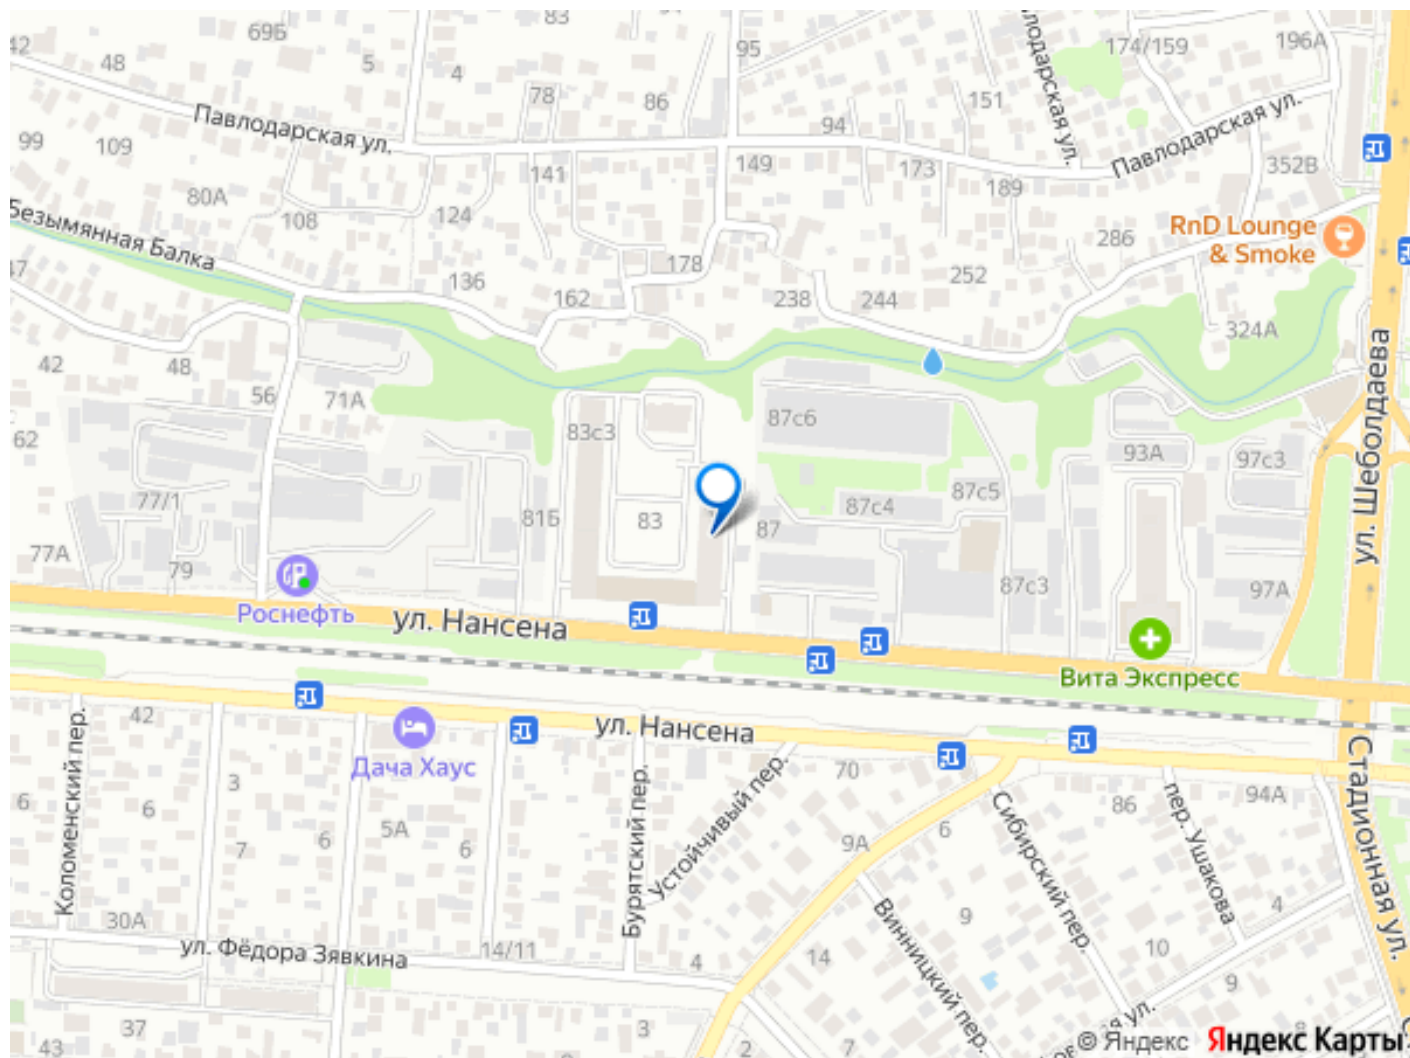 69Б
83
42
48
5
4
78
86
95
174/159
196А
151
94
Павлодарская ул.
Павлодарская ул.
99
109
80А
108
124
141
149
173
189
352В
Безымянная Балка
RnD Lounge
& Smoke
286
252
178
136
162
238
244
324А
42
48
56
71А
62
83с3
87с6
93А
97с3
77/1
81Б
83
87
87с4
87с5
77А
79
87с3
97А
Роснефть
ул. Нансена
Вита Экспресс
ул. Шеболдаева
42
Дача Хаус
ул. Нансена
Коломенский пер.
3
6
7
6
5А
6
Бурятский пер.
Устойчивый пер.
70
9А
6
Сибирский пер.
86
пер. Ушакова
94А
Стадионная ул.
30А
ул. Фёдора Зявкина
14/11
4
14
Винницкий пер.
9
10
4
9
37
43
3
2
7
© Яндекс Яндекс Карты